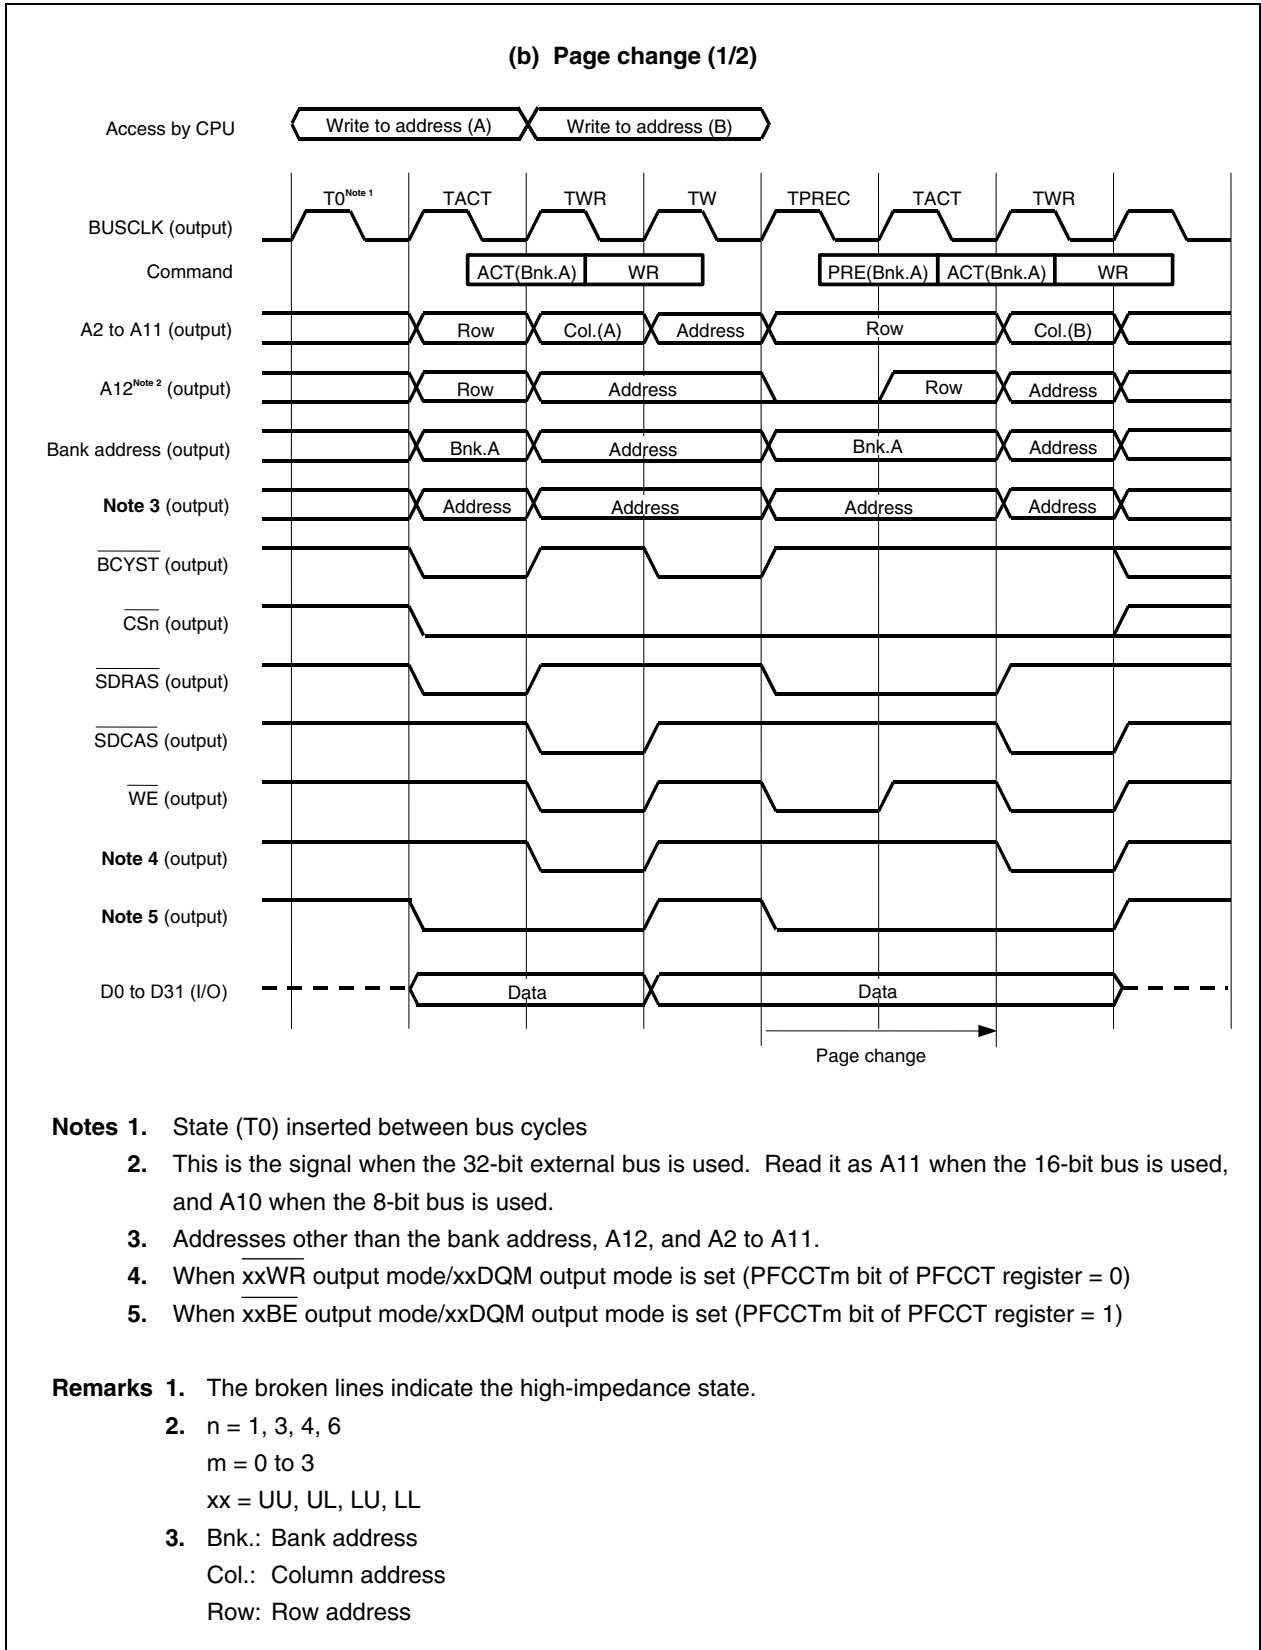 (b) Page change (1/2)
Access by CPU
Write to address (A)
Write to address (B)
T0Note 1
TACT
TWR
TW
TPREC
TACT
TWR
BUSCLK (output)
Command
ACT(Bnk.A)
WR
PRE(Bnk.A)
ACT(Bnk.A)
WR
A2 to A11 (output)
Row
Col.(A)
Address
Row
Col.(B)
A12Note 2 (output)
Row
Address
Row
Address
Bank address (output)
Bnk.A
Address
Bnk.A
Address
Note 3 (output)
Address
Address
Address
Address
BCYST (output)
CSn (output)
SDRAS (output)
SDCAS (output)
WE (output)
Note 4 (output)
Note 5 (output)
D0 to D31 (I/O)
Data
Data
Page change
Notes 1. State (T0) inserted between bus cycles
2. This is the signal when the 32-bit external bus is used. Read it as A11 when the 16-bit bus is used,
and A10 when the 8-bit bus is used.
3. Addresses other than the bank address, A12, and A2 to A11.
4. When xxWR output mode/xxDQM output mode is set (PFCCTm bit of PFCCT register = 0)
5. When xxBE output mode/xxDQM output mode is set (PFCCTm bit of PFCCT register = 1)
Remarks 1. The broken lines indicate the high-impedance state.
2. n = 1, 3, 4, 6
m = 0 to 3
xx = UU, UL, LU, LL
3. Bnk.: Bank address
Col.: Column address
Row: Row address